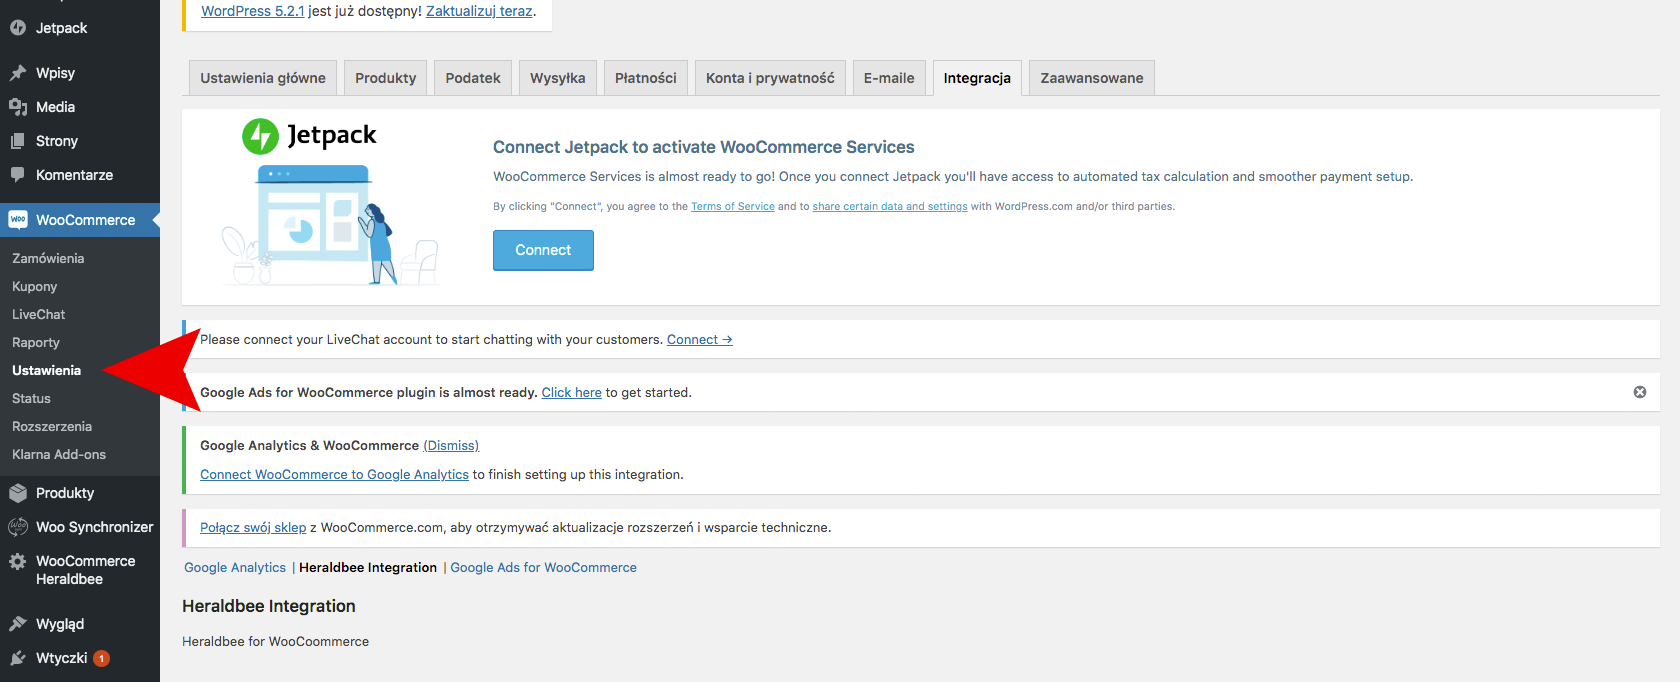 WordPress 5.2.1 jest już dostępny! Zaktualizuj teraz.
Jetpack
Wpisy
Media
Strony
Komentarze
WooCommerce
Zamówienia
Kupony
LiveChat
Raporty
Ustawienia
Status
Rozszerzenia
Klarna Add-ons
Produkty
Woo Synchronizer
WooCommerce
Heraldbee
Wygląd
Wtyczki 1
Ustawienia główne Produkty Podatek Wysyłka Płatności Konta i prywatność E-maile Integracja Zaawansowane
Jetpack
Connect Jetpack to activate WooCommerce Services
WooCommerce Services is almost ready to go! Once you connect Jetpack you'll have access to automated tax calculation and smoother payment setup.
By clicking "Connect", you agree to the Terms of Service and to share certain data and settings with WordPress.com and/or third parties.
Connect
Please connect your LiveChat account to start chatting with your customers. Connect →
Google Ads for WooCommerce plugin is almost ready. Click here to get started.
Google Analytics & WooCommerce (Dismiss)
Connect WooCommerce to Google Analytics to finish setting up this integration.
Połącz swój sklep z WooCommerce.com, aby otrzymywać aktualizacje rozszerzeń i wsparcie techniczne.
Google Analytics | Heraldbee Integration | Google Ads for WooCommerce
Heraldbee Integration
Heraldbee for WooCoommerce